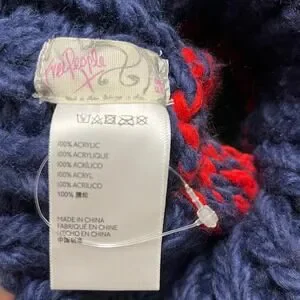 free people
100% ACRYLIC
100% ACRYLIQUE
100% ACRÍLICO
100% ACRYL
100% ACRILICO
100% 腈纶
MADE IN CHINA
FABRIQUÉ EN CHINE
HECHO EN CHINA
中国制造